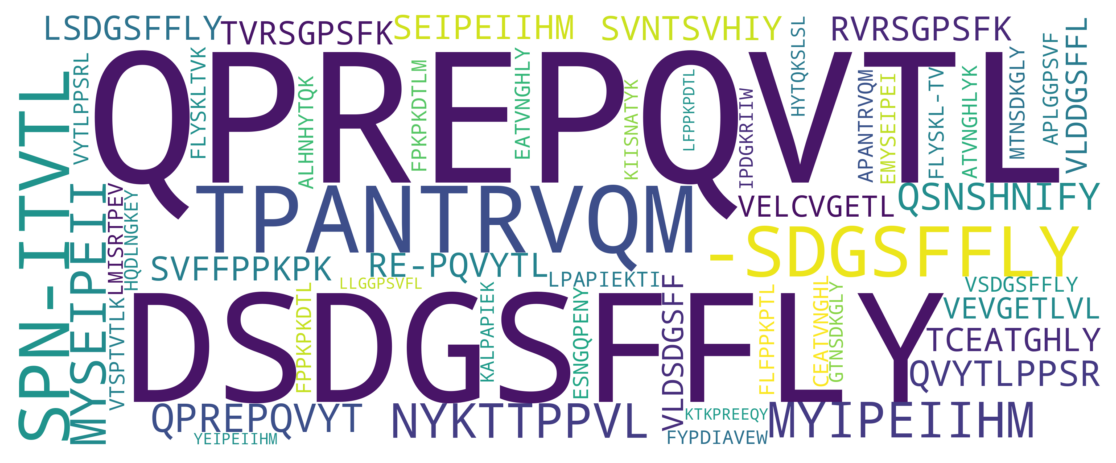 LSDGSFFLY
TVRSGPSFK
SEIPEIIHM
SVNTSVHIY
RVRSGPSFK
QPREPQVTL
SPN-ITVTL
VYTLPPSRL
FLYSKLTVK
ALHNHYTQK
FPKPKDTLM
EATVNGHLY
KIISNATYK
LFPPKPDTL
IPDGKRIIW
HYTQKSLSL
APANTRVQM
EMYSEIPEI
FLYSKL-TV
ATVNGHLYK
MTNSDKGLY
APLGGPSVF
VLDDGSFFL
TPANTRVQM
VELCVGETL
QSNSHNIFY
-SDGSFFLY
MYSEIPEII
LMISRTPEV
HQDLNGKEY
SVFFPPKPK
RE-PQVYTL
LLGGPSVFL
LPAPIEKTI
VSDGSFFLY
DSDGSFFLY
VTSPTVTLK
FPPKPKDTL
KALPAPIEK
ESNGQPENY
VLDSDGSFF
FLFPPKPTL
CEATVNGHL
GTNSDKGLY
VEVGETLVL
TCEATGHLY
QVYTLPPSR
QPREPQVYT
YEIPEIIHM
NYKTTPPVL
KTKPREEQY
FYPDIAVEW
MYIPEIIHM